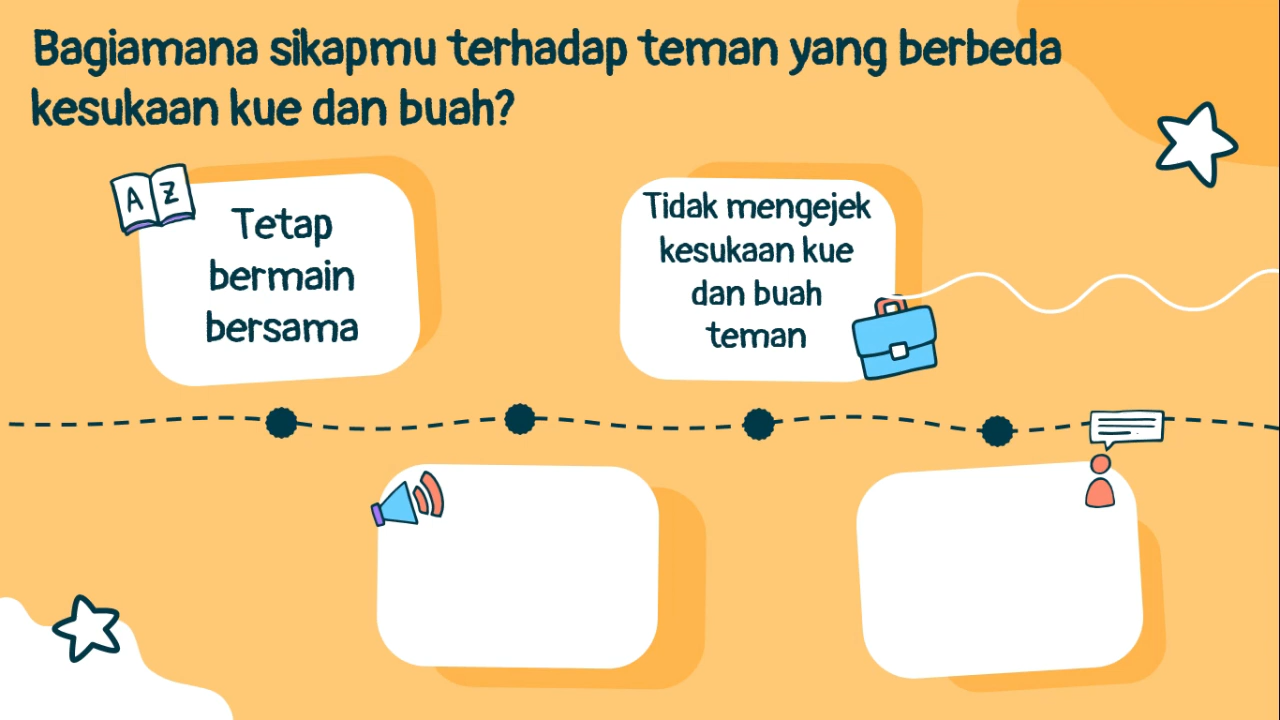 Bagiamana sikapmu terhadap teman yang berbeda
kesukaan kue dan buah?
A Z
Tetap
bermain
bersama
Tidak mengejek
kesukaan kue
dan buah
teman